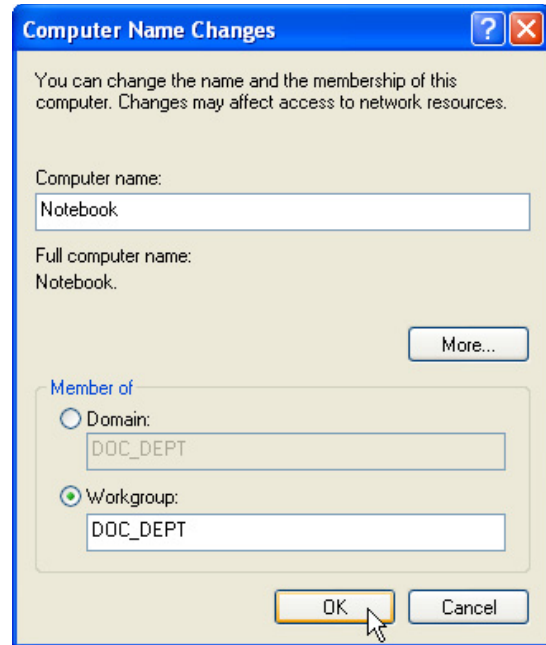 Computer Name Changes
?
You can change the name and the membership of this
computer. Changes may affect access to network resources.
Computer name:
Notebook
Full computer name:
Notebook.
More...
Member of
Domain:
DOC_DEPT
Workgroup:
DOC_DEPT
OK Cancel